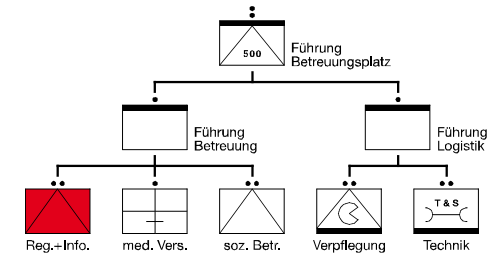 500
Führung
Betreuungsplatz
Führung
Betreuung
Führung
Logistik
T & S
Reg.+Info.
med. Vers.
soz. Betr.
Verpflegung
Technik